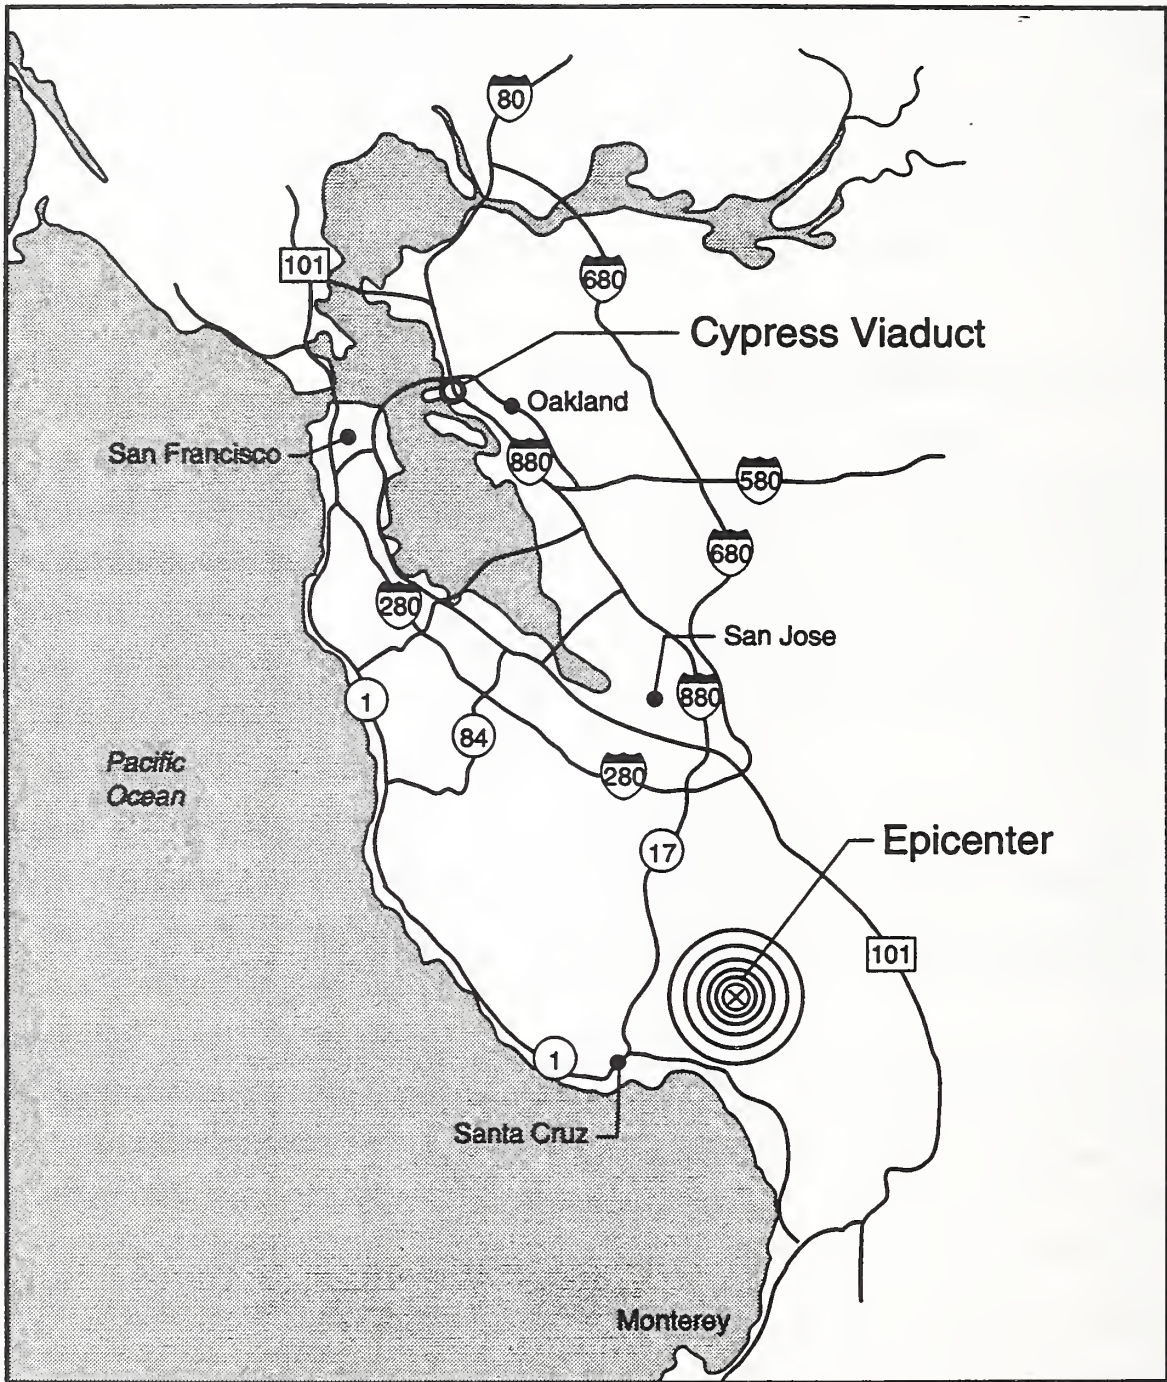 80
101
680
Cypress Viaduct
Oakland
San Francisco
880
580
680
280
San Jose
880
1
84
Pacific
Ocean
280
17
Epicenter
101
1
Santa Cruz
Monterey